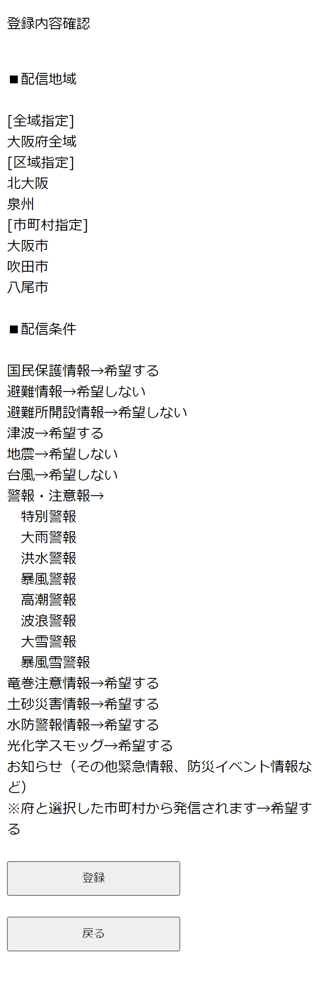 登録内容確認
■配信地域
[全域指定]
大阪府全域
[区域指定]
北大阪
泉州
[市町村指定]
大阪市
吹田市
八尾市
■配信条件
国民保護情報→希望する
避難情報→希望しない
避難所開設情報→希望しない
津波→希望する
地震→希望しない
台風→希望しない
警報・注意報→
　特別警報
　大雨警報
　洪水警報
　暴風警報
　高潮警報
　波浪警報
　大雪警報
　暴風雪警報
竜巻注意情報→希望する
土砂災害情報→希望する
水防警報情報→希望する
光化学スモッグ→希望する
お知らせ（その他緊急情報、防災イベント情報な
ど）
※府と選択した市町村から発信されます→希望す
る
登録
戻る